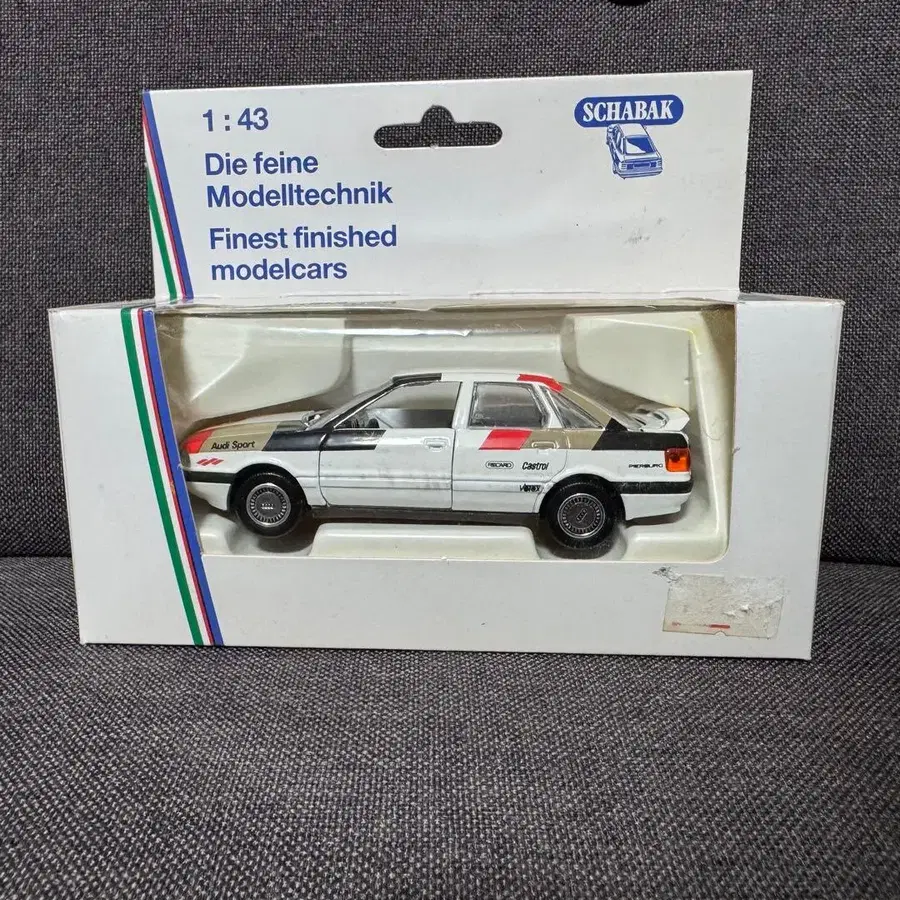 1 : 43
SCHABAK
Die feine
Modelltechnik
Finest finished
modelcars
Audi Sport
RECARO
Castrol
PIERBURG